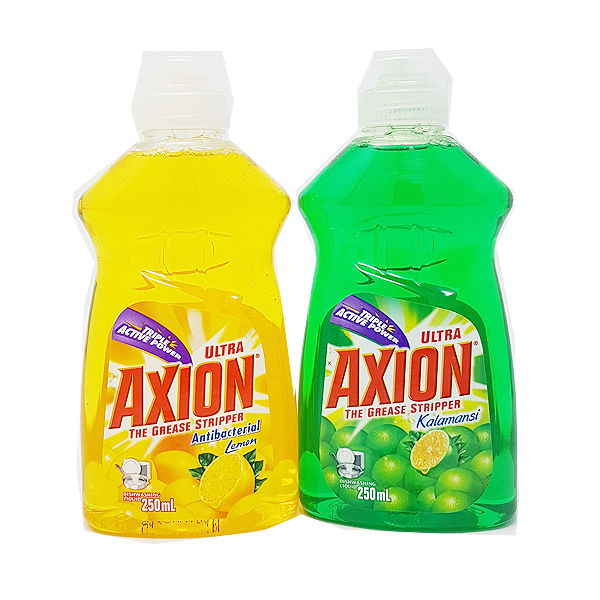 TRIPLE
ACTIVE POWER
ULTRA
AXION®
THE GREASE STRIPPER
Antibacterial
Lemon
DISHWASHING
LIQUID
250mL
TRIPLE
ACTIVE POWER
ULTRA
AXION®
THE GREASE STRIPPER
Kalamansi
DISHWASHING
LIQUID
250mL